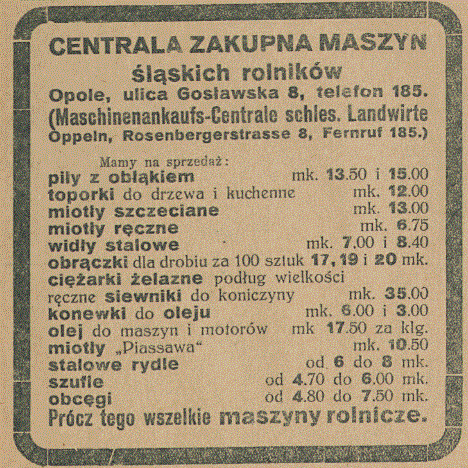 CENTRALA ZAKUPNA MASZYN
śląskich rolników
Opole, ulica Gosławska 8, telefon 185.
(Maschinenankaufs-Centrale schles. Landwirte
Oppeln, Rosenbergerstrasse 8, Fernruf 185.)
Mamy na sprzedaż:
piły z obłąkiem mk. 13.50 i 15.00
toporki do drzewa i kuchenne mk. 12.00
miotły szczeciane mk. 13.00
miotły ręczne mk. 6.75
widły stalowe mk. 7.00 i 8.40
obrączki dla drobiu za 100 sztuk 17, 19 i 20 mk.
ciężarki żelazne podług wielkości
ręczne siewniki do koniczyny mk. 35.00
konewki do oleju mk. 6.00 i 3.00
olej do maszyn i motorów mk 17.50 za klg.
miotły „Piassawa“ mk. 10.50
stalowe rydle od 6 do 8 mk.
szufle od 4.70 do 6.00 mk.
obcęgi od 4.80 do 7.50 mk.
Prócz tego wszelkie maszyny rolnicze.